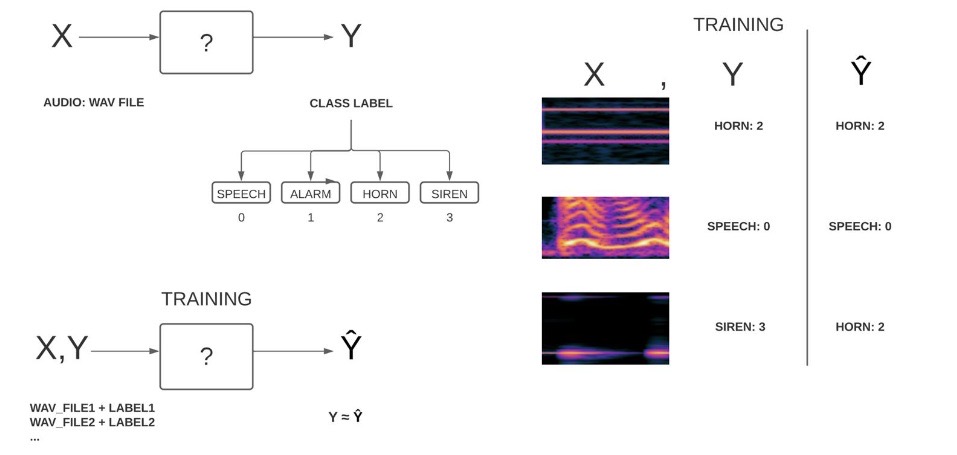 X
?
Y
AUDIO: WAV FILE
CLASS LABEL
SPEECH
ALARM
HORN
SIREN
0
1
2
3
TRAINING
X,Y
?
Ŷ
WAV_FILE1 + LABEL1
WAV_FILE2 + LABEL2
...
Y ≈ Ŷ
TRAINING
X , Y Ŷ
HORN: 2 HORN: 2
SPEECH: 0 SPEECH: 0
SIREN: 3 HORN: 2